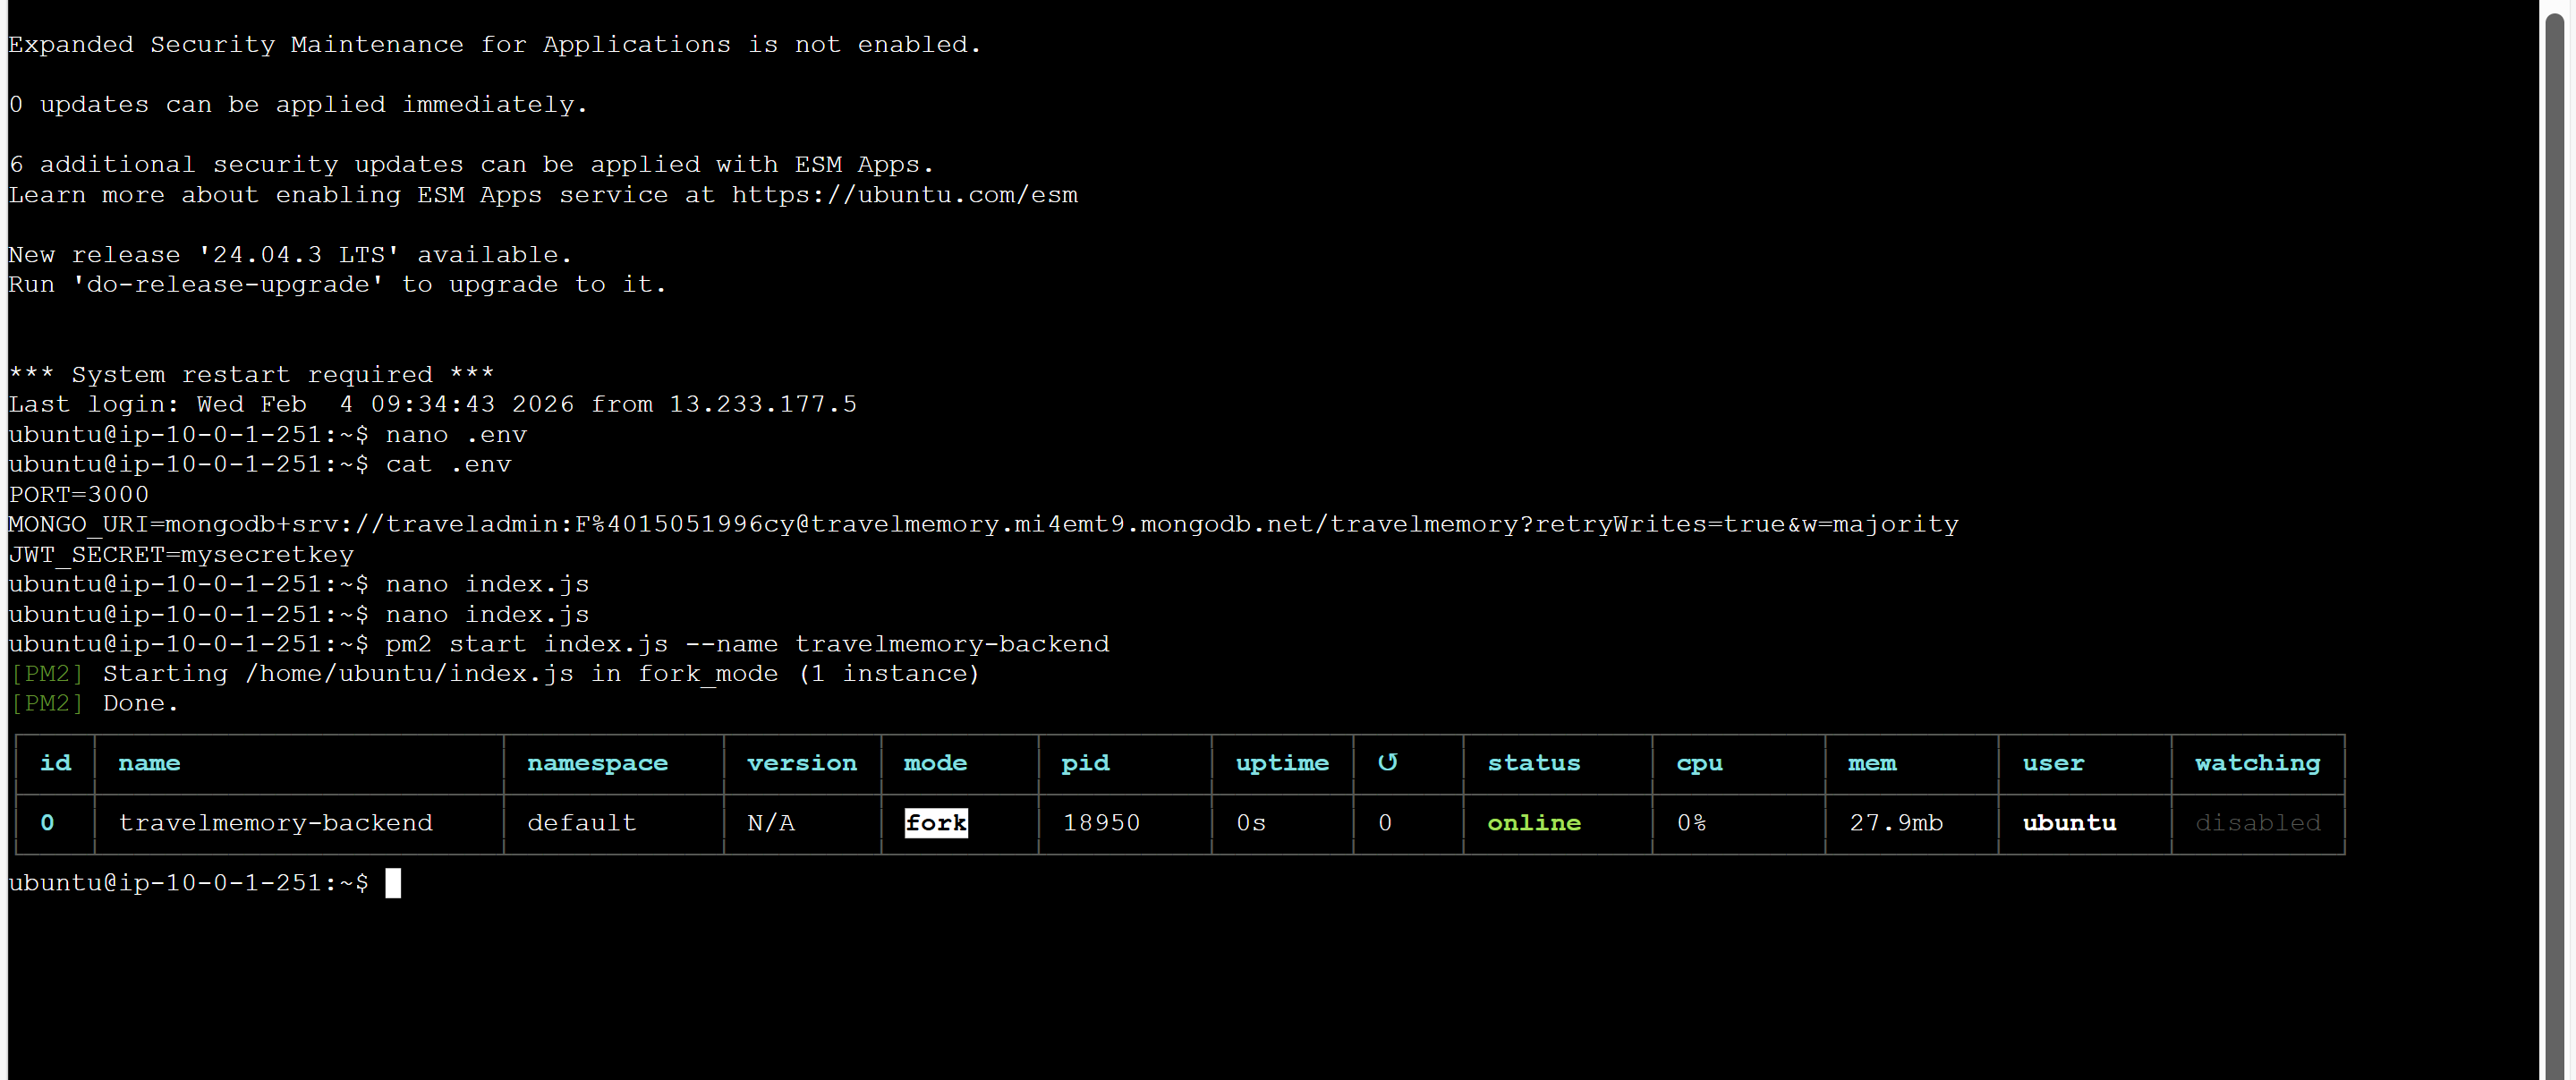 Expanded Security Maintenance for Applications is not enabled.
0 updates can be applied immediately.
6 additional security updates can be applied with ESM Apps.
Learn more about enabling ESM Apps service at https://ubuntu.com/esm
New release '24.04.3 LTS' available.
Run 'do-release-upgrade' to upgrade to it.
*** System restart required ***
Last login: Wed Feb  4 09:34:43 2026 from 13.233.177.5
ubuntu@ip-10-0-1-251:~$ nano .env
ubuntu@ip-10-0-1-251:~$ cat .env
PORT=3000
MONGO_URI=mongodb+srv://traveladmin:F%4015051996cy@travelmemory.mi4emt9.mongodb.net/travelmemory?retryWrites=true&w=majority
JWT_SECRET=mysecretkey
ubuntu@ip-10-0-1-251:~$ nano index.js
ubuntu@ip-10-0-1-251:~$ nano index.js
ubuntu@ip-10-0-1-251:~$ pm2 start index.js --name travelmemory-backend
[PM2] Starting /home/ubuntu/index.js in fork_mode (1 instance)
[PM2] Done.
id name namespace version mode pid uptime ↺ status cpu mem user watching
0 travelmemory-backend default N/A fork 18950 0s 0 online 0% 27.9mb ubuntu disabled
ubuntu@ip-10-0-1-251:~$